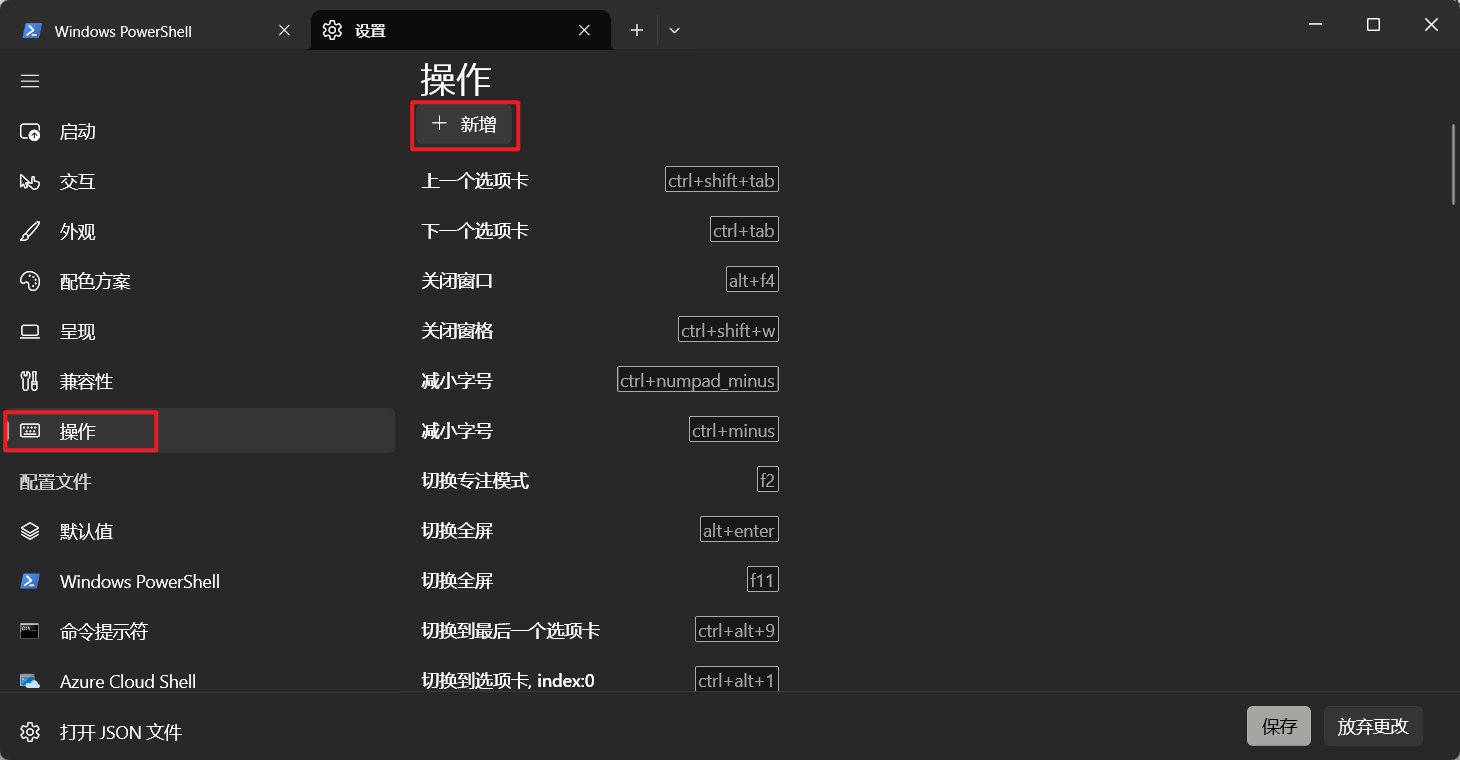 Windows PowerShell
设置
启动
交互
外观
配色方案
呈现
兼容性
操作
配置文件
默认值
Windows PowerShell
命令提示符
Azure Cloud Shell
打开 JSON 文件
操作
新增
上一个选项卡 ctrl+shift+tab
下一个选项卡 ctrl+tab
关闭窗口 alt+f4
关闭窗格 ctrl+shift+w
减小字号 ctrl+numpad_minus
减小字号 ctrl+minus
切换专注模式 f2
切换全屏 alt+enter
切换全屏 f11
切换到最后一个选项卡 ctrl+alt+9
切换到选项卡, index:0 ctrl+alt+1
保存
放弃更改